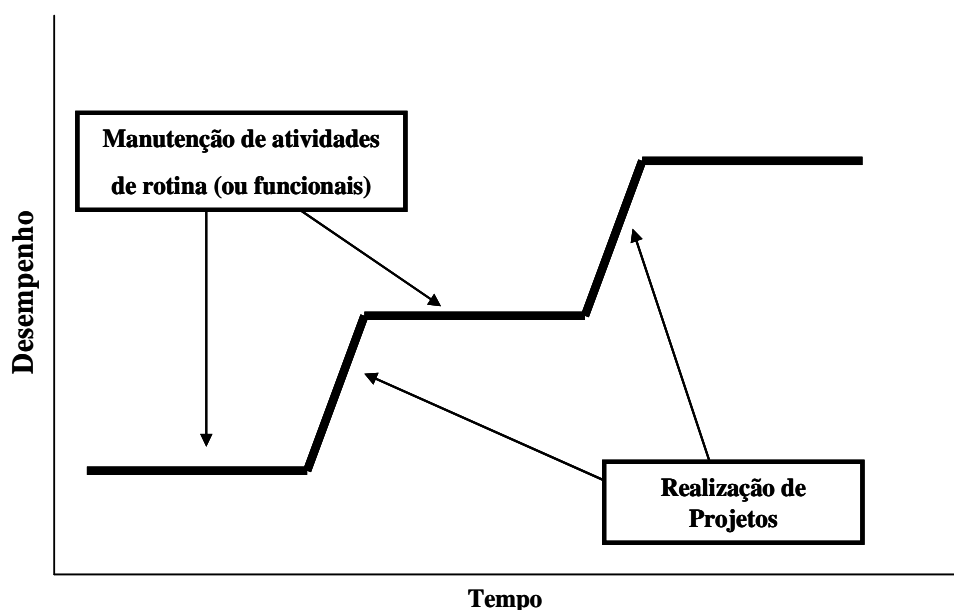 Manutenção de atividades
de rotina (ou funcionais)
Desempenho
Realização de
Projetos
Tempo